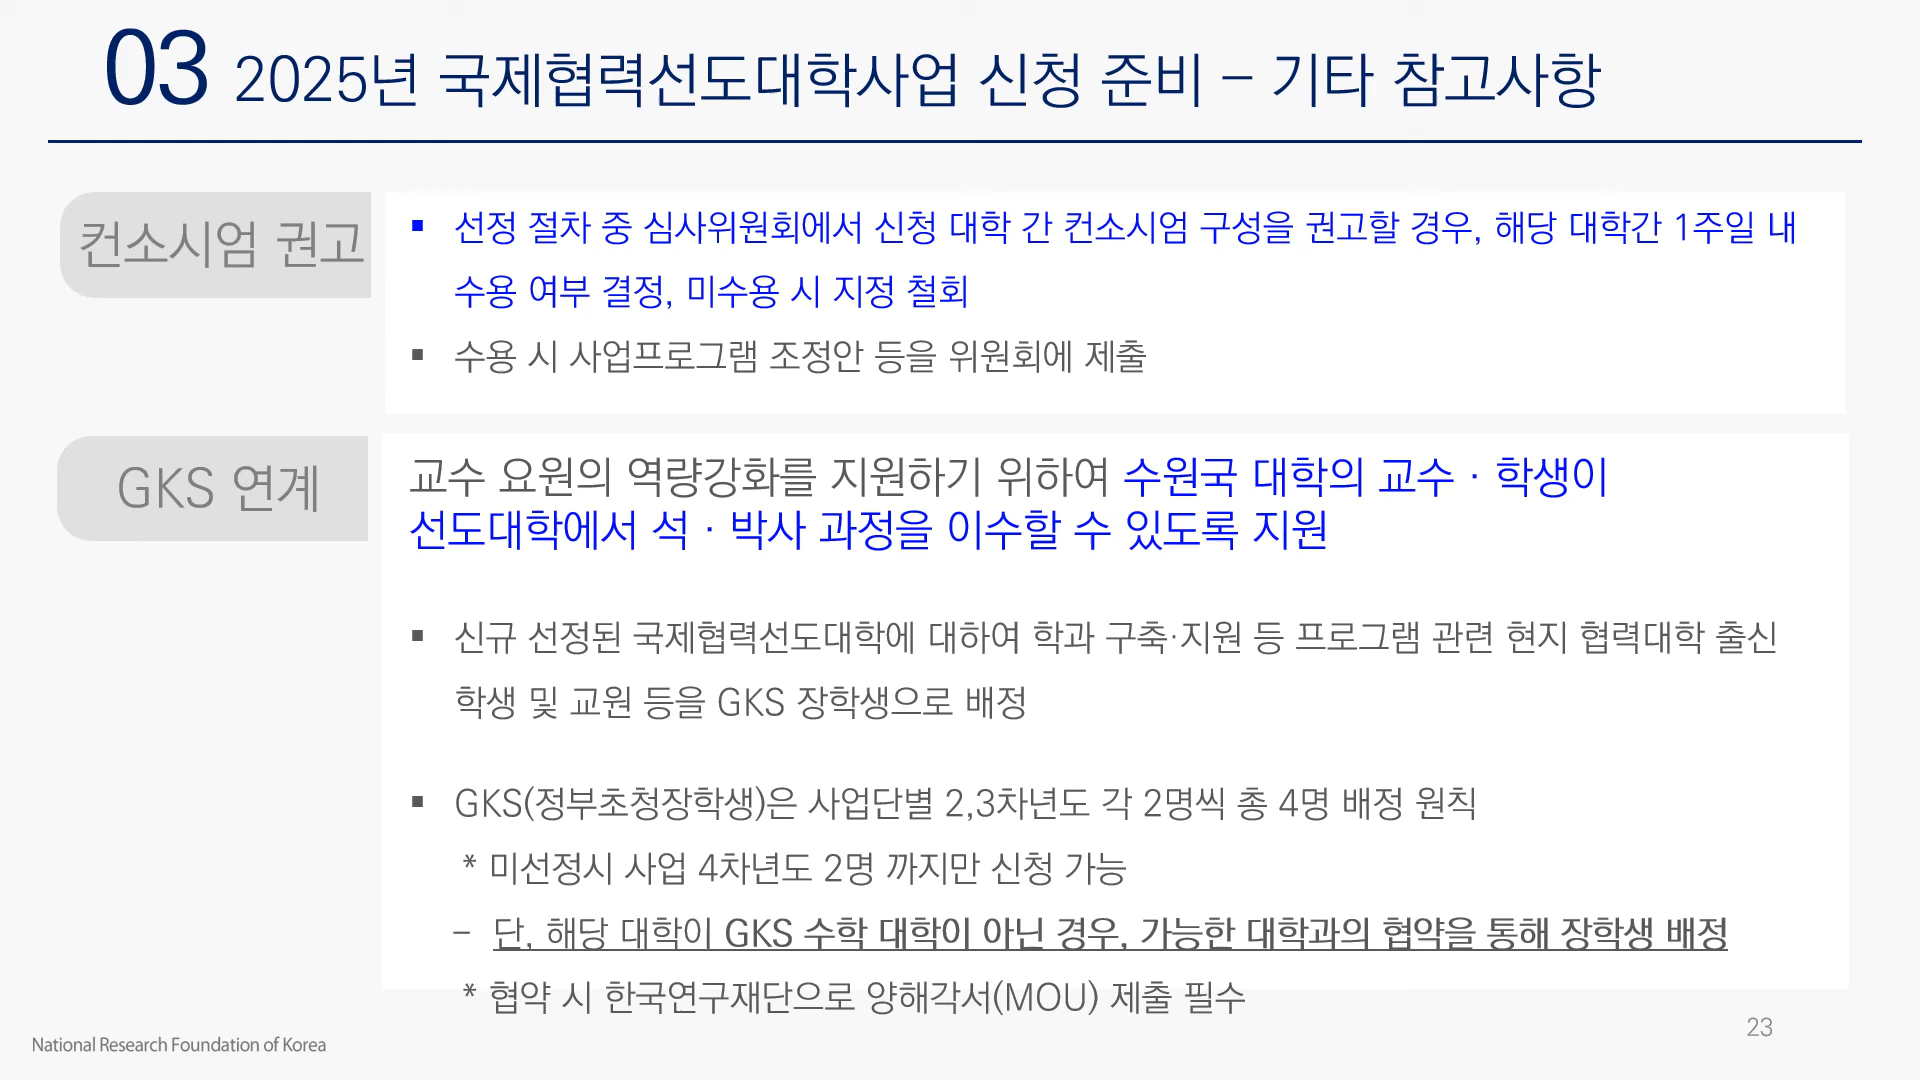 03 2025년 국제협력선도대학사업 신청 준비 – 기타 참고사항
컨소시엄 권고
▪ 선정 절차 중 심사위원회에서 신청 대학 간 컨소시엄 구성을 권고할 경우, 해당 대학간 1주일 내
수용 여부 결정, 미수용 시 지정 철회
▪ 수용 시 사업프로그램 조정안 등을 위원회에 제출
GKS 연계
교수 요원의 역량강화를 지원하기 위하여 수원국 대학의 교수 · 학생이
선도대학에서 석 · 박사 과정을 이수할 수 있도록 지원
▪ 신규 선정된 국제협력선도대학에 대하여 학과 구축·지원 등 프로그램 관련 현지 협력대학 출신
학생 및 교원 등을 GKS 장학생으로 배정
▪ GKS(정부초청장학생)은 사업단별 2,3차년도 각 2명씩 총 4명 배정 원칙
* 미선정시 사업 4차년도 2명 까지만 신청 가능
– 단, 해당 대학이 GKS 수학 대학이 아닌 경우, 가능한 대학과의 협약을 통해 장학생 배정
* 협약 시 한국연구재단으로 양해각서(MOU) 제출 필수
National Research Foundation of Korea
23